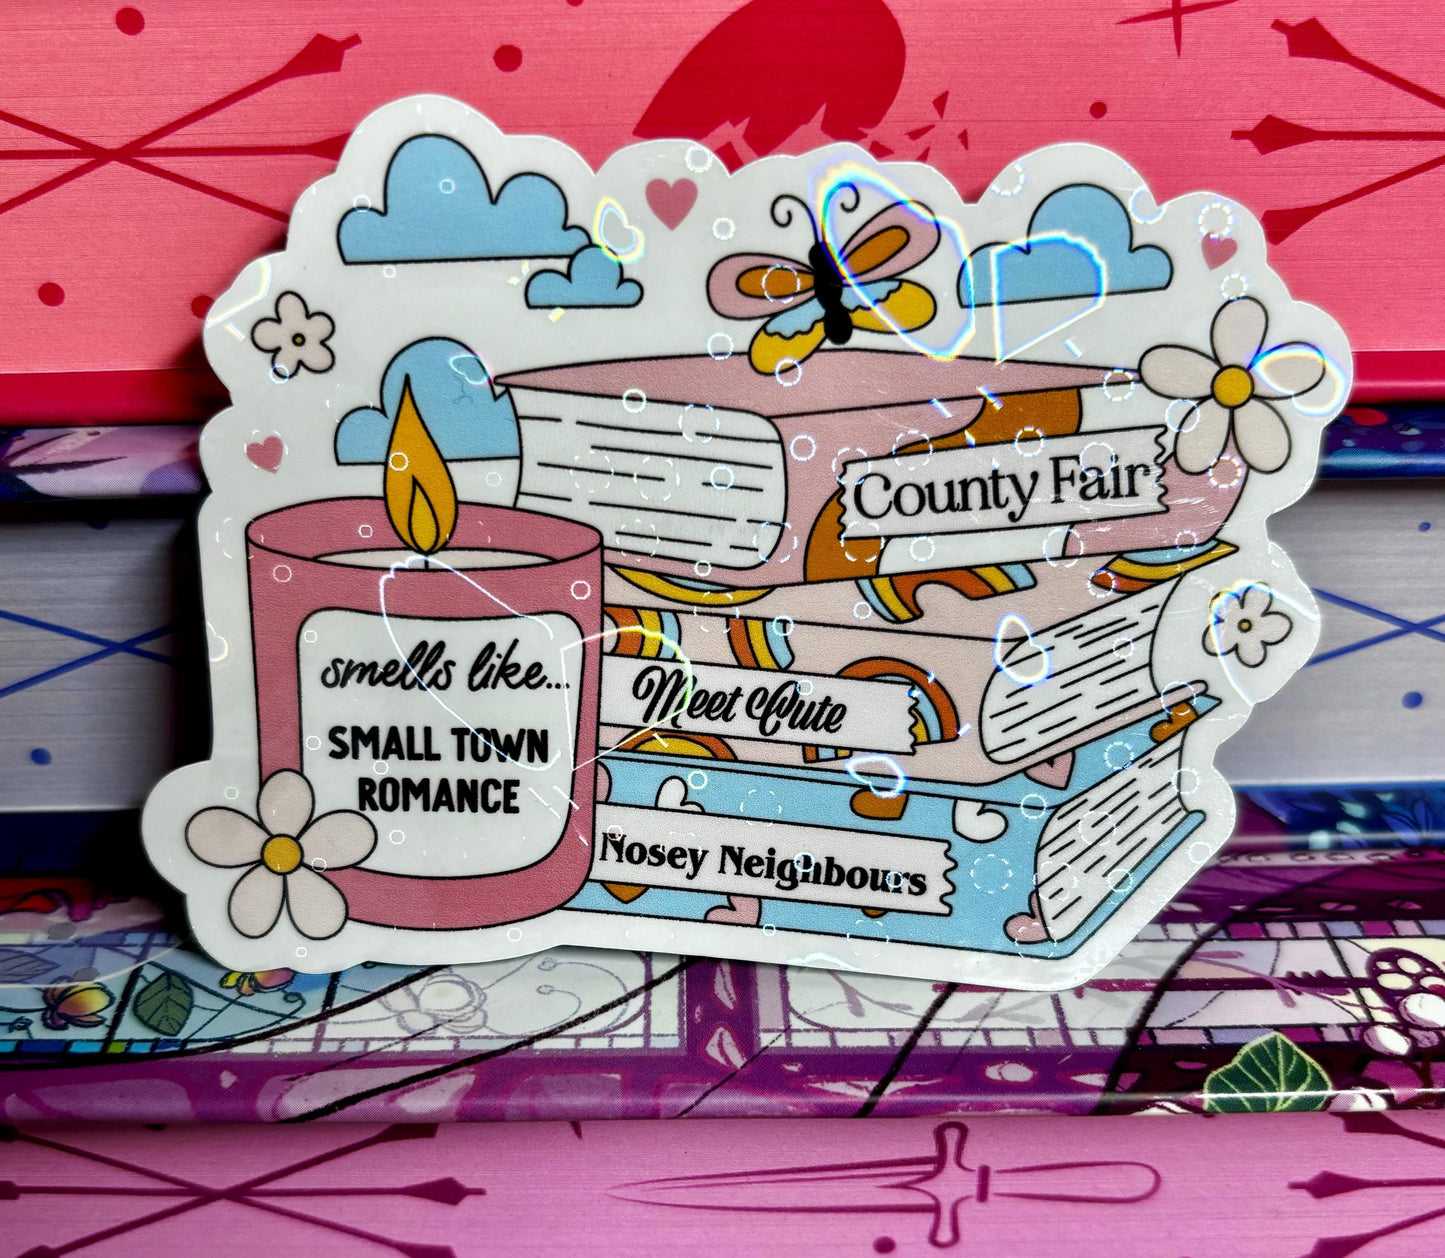 County Fair
smells like...
SMALL TOWN
ROMANCE
Meet Cute
Nosey Neighbours